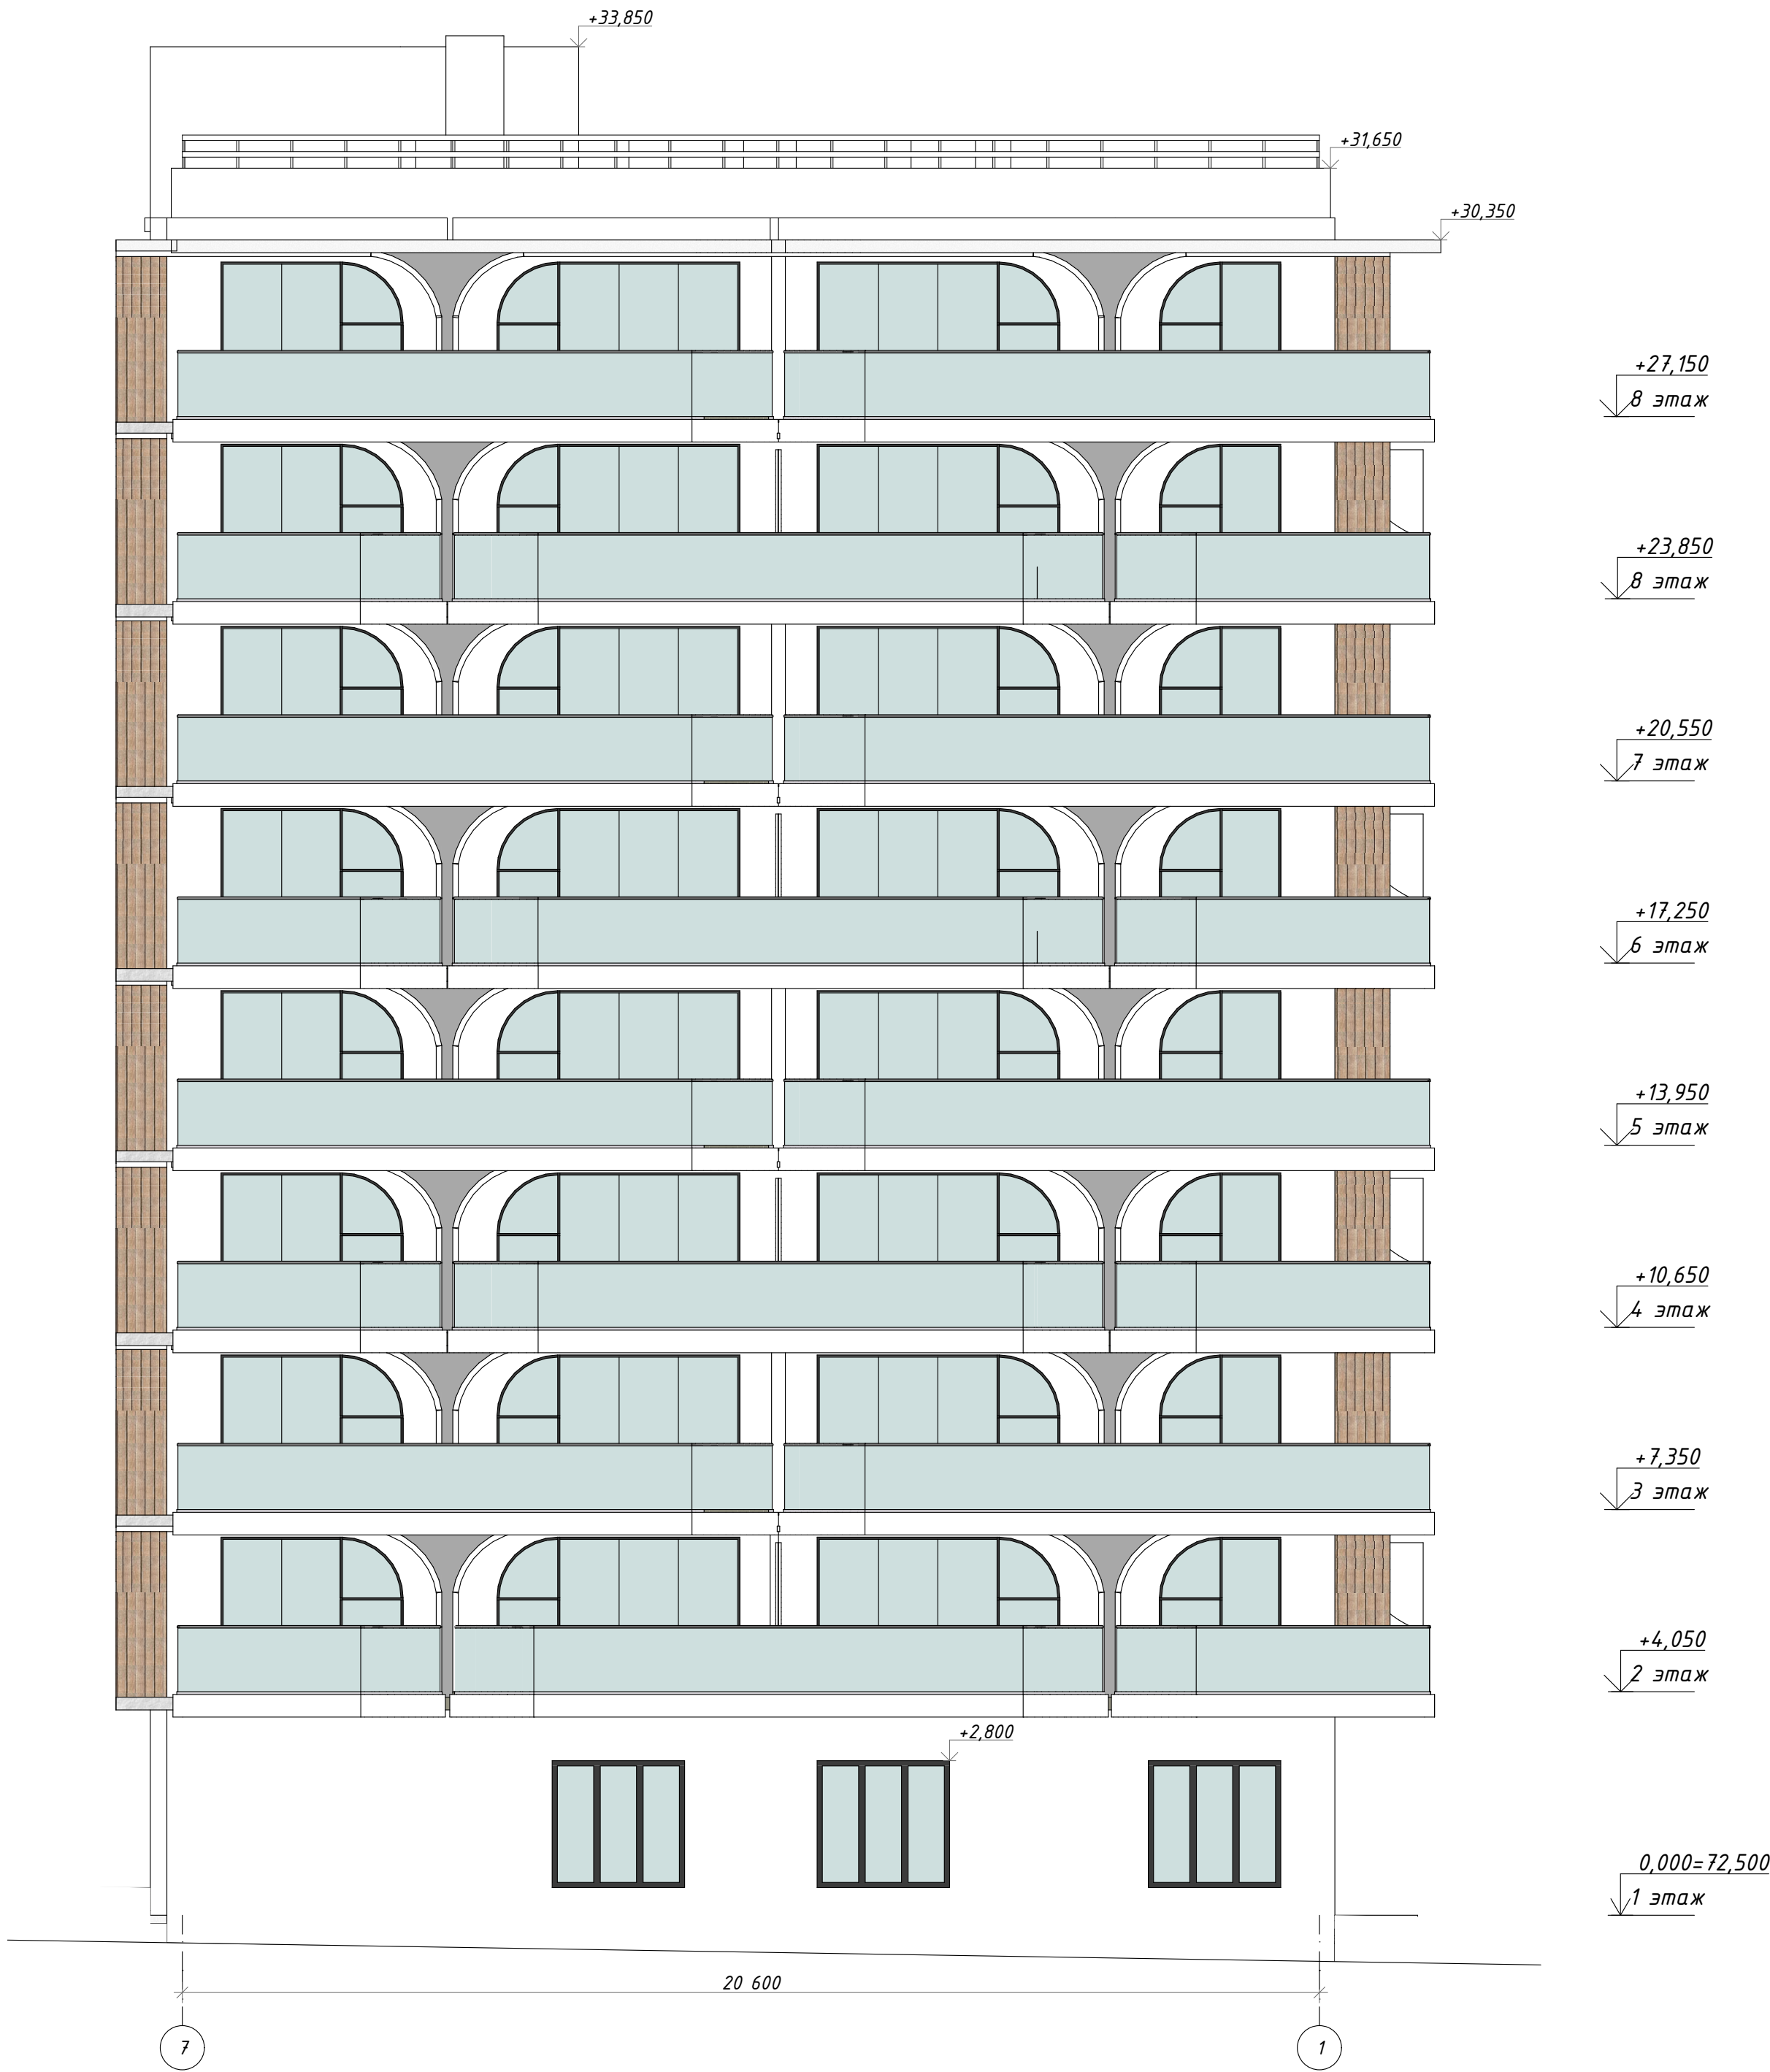 +33,850
+31,650
+30,350
+27,150
8 этаж
+23,850
8 этаж
+20,550
7 этаж
+17,250
6 этаж
+13,950
5 этаж
+10,650
4 этаж
+7,350
3 этаж
+4,050
2 этаж
+2,800
0,000=72,500
1 этаж
20 600
7
1